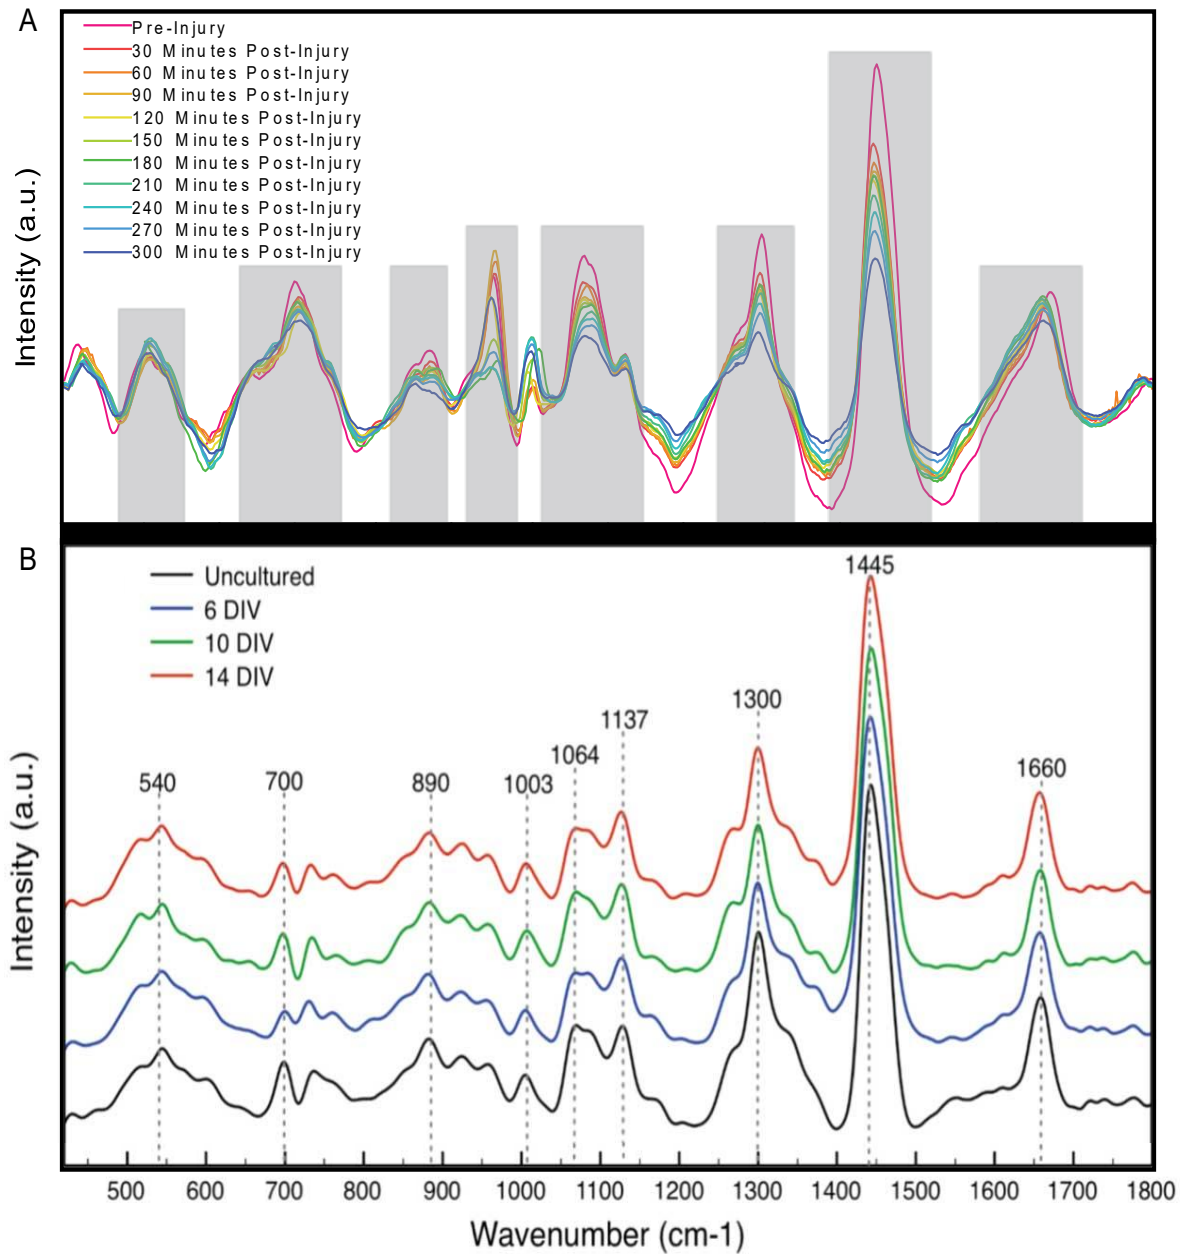 A
Pre-Injury
30 Minutes Post-Injury
60 Minutes Post-Injury
90 Minutes Post-Injury
120 Minutes Post-Injury
150 Minutes Post-Injury
180 Minutes Post-Injury
210 Minutes Post-Injury
240 Minutes Post-Injury
270 Minutes Post-Injury
300 Minutes Post-Injury
Intensity (a.u.)
B
Uncultured
6 DIV
10 DIV
14 DIV
540
700
890
1003
1064
1137
1300
1445
1660
Intensity (a.u.)
500 600 700 800 900 1000 1100 1200 1300 1400 1500 1600 1700 1800
Wavenumber (cm-1)